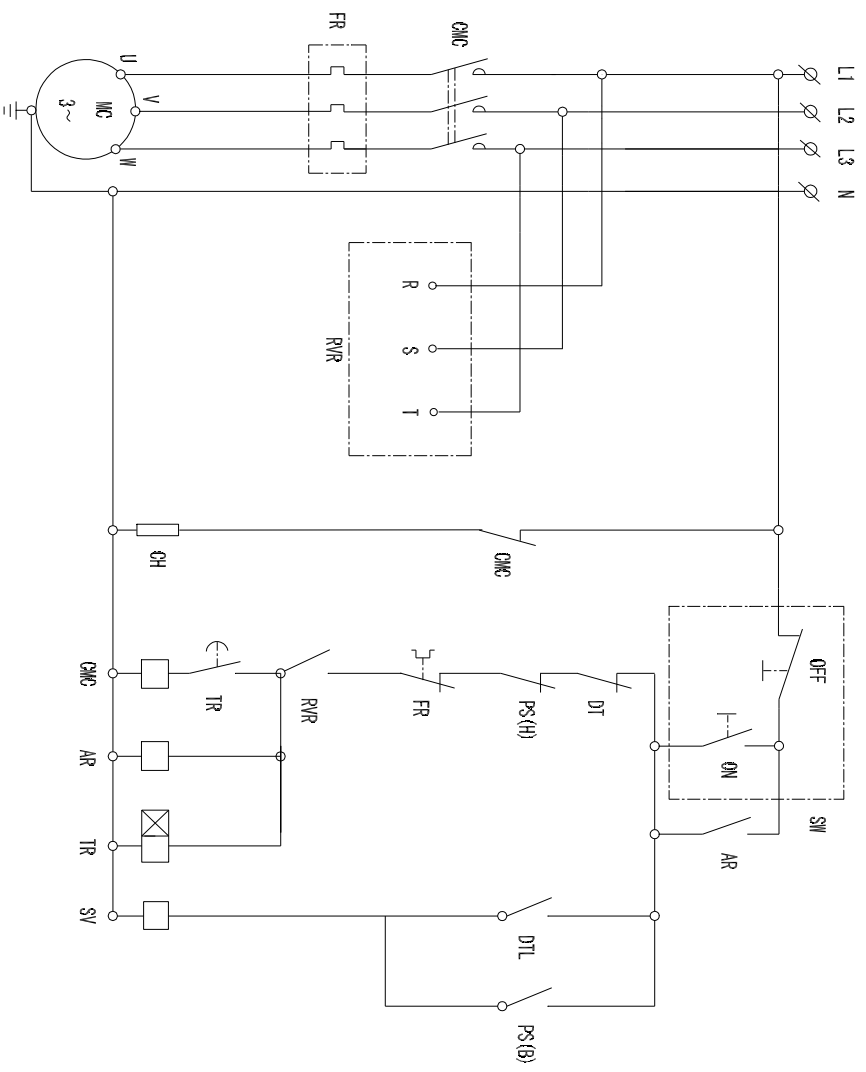 L1
L2
L3
N
CMC
FR
U
V
W
MC
3~
R
S
T
RVR
CH
CMC
OFF
ON
SW
AR
DT
PS(H)
FR
RVR
TR
CMC
AR
TR
SV
DTL
PS(B)